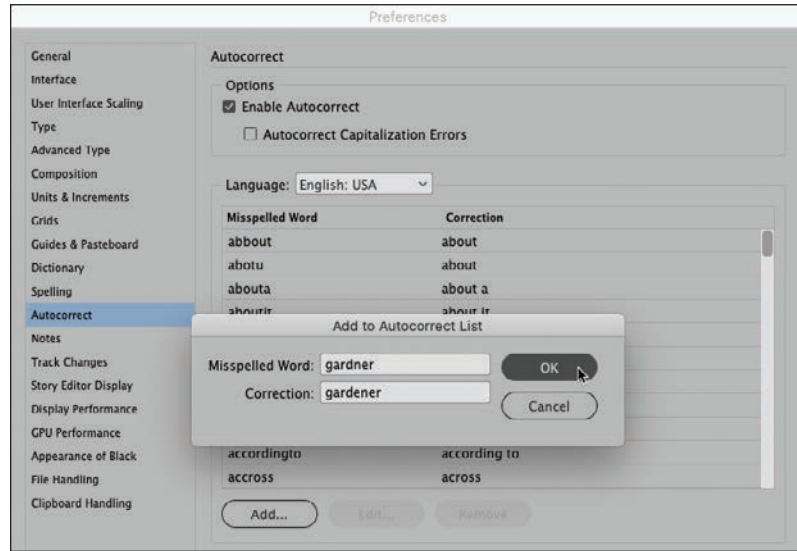 Preferences
General
Interface
User Interface Scaling
Type
Advanced Type
Composition
Units & Increments
Grids
Guides & Pasteboard
Dictionary
Spelling
Autocorrect
Notes
Track Changes
Story Editor Display
Display Performance
GPU Performance
Appearance of Black
File Handling
Clipboard Handling
Autocorrect
Options
Enable Autocorrect
Autocorrect Capitalization Errors
Language: English: USA
Misspelled Word Correction
abbout about
abotu about
abouta about a
aboutit about it
Add to Autocorrect List
Misspelled Word: gardner OK
Correction: gardener Cancel
accordingto according to
accross across
Add... Edit... Remove